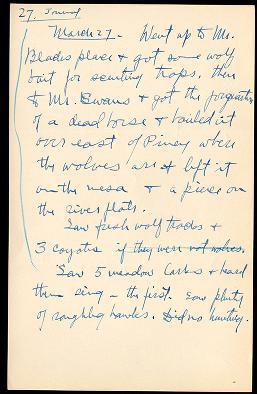 27. Journal
March 27 - Went up to Mr.
Blades place & got some wolf
bait for scenting traps. then
to Mr. Ewans & got the forquarters
of a dead horse & hauled it
over east of Piney where
the wolves are & left it
on the mesa & a piece on
the river flats.
Saw fresh wolf tracks &
3 coyotes if they were not wolves.
Saw 5 meadow larks & heard
them sing - the first. Saw plenty
of roughleg hawks. Did no hunting.